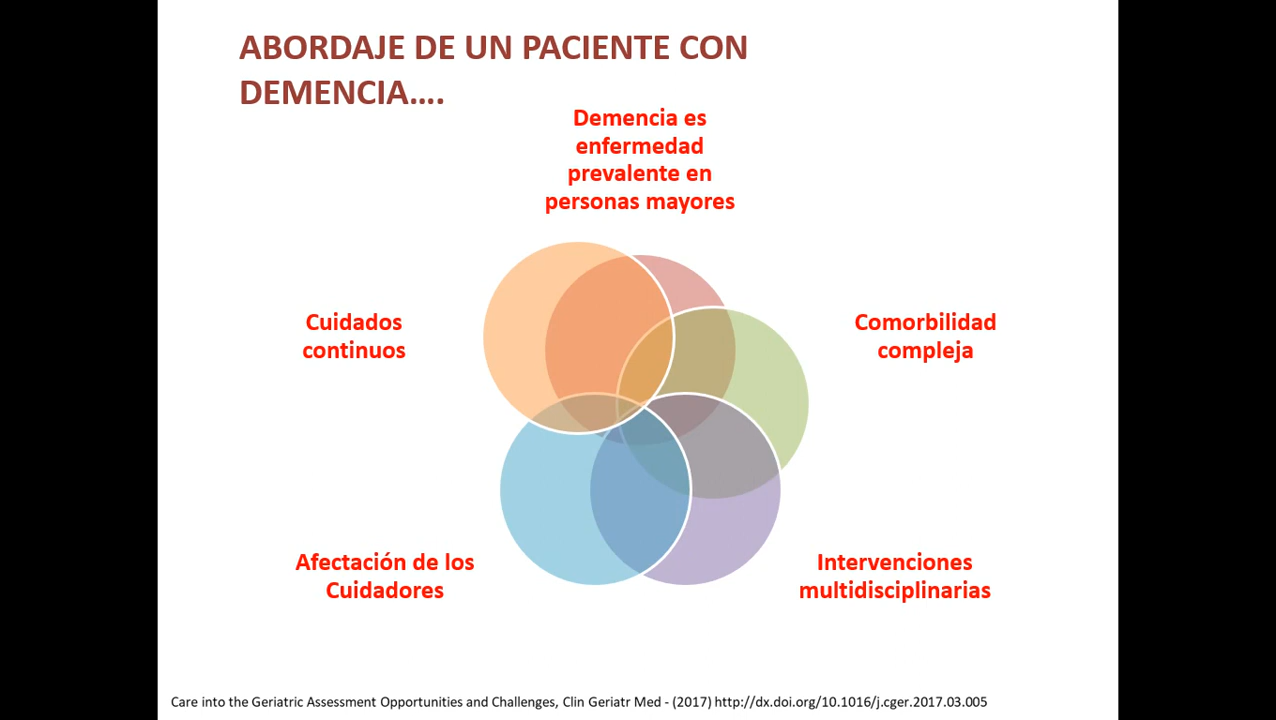 ABORDAJE DE UN PACIENTE CON
DEMENCIA....
Demencia es
enfermedad
prevalente en
personas mayores
Cuidados
continuos
Comorbilidad
compleja
Afectación de los
Cuidadores
Intervenciones
multidisciplinarias
Care into the Geriatric Assessment Opportunities and Challenges, Clin Geriatr Med - (2017) http://dx.doi.org/10.1016/j.cger.2017.03.005